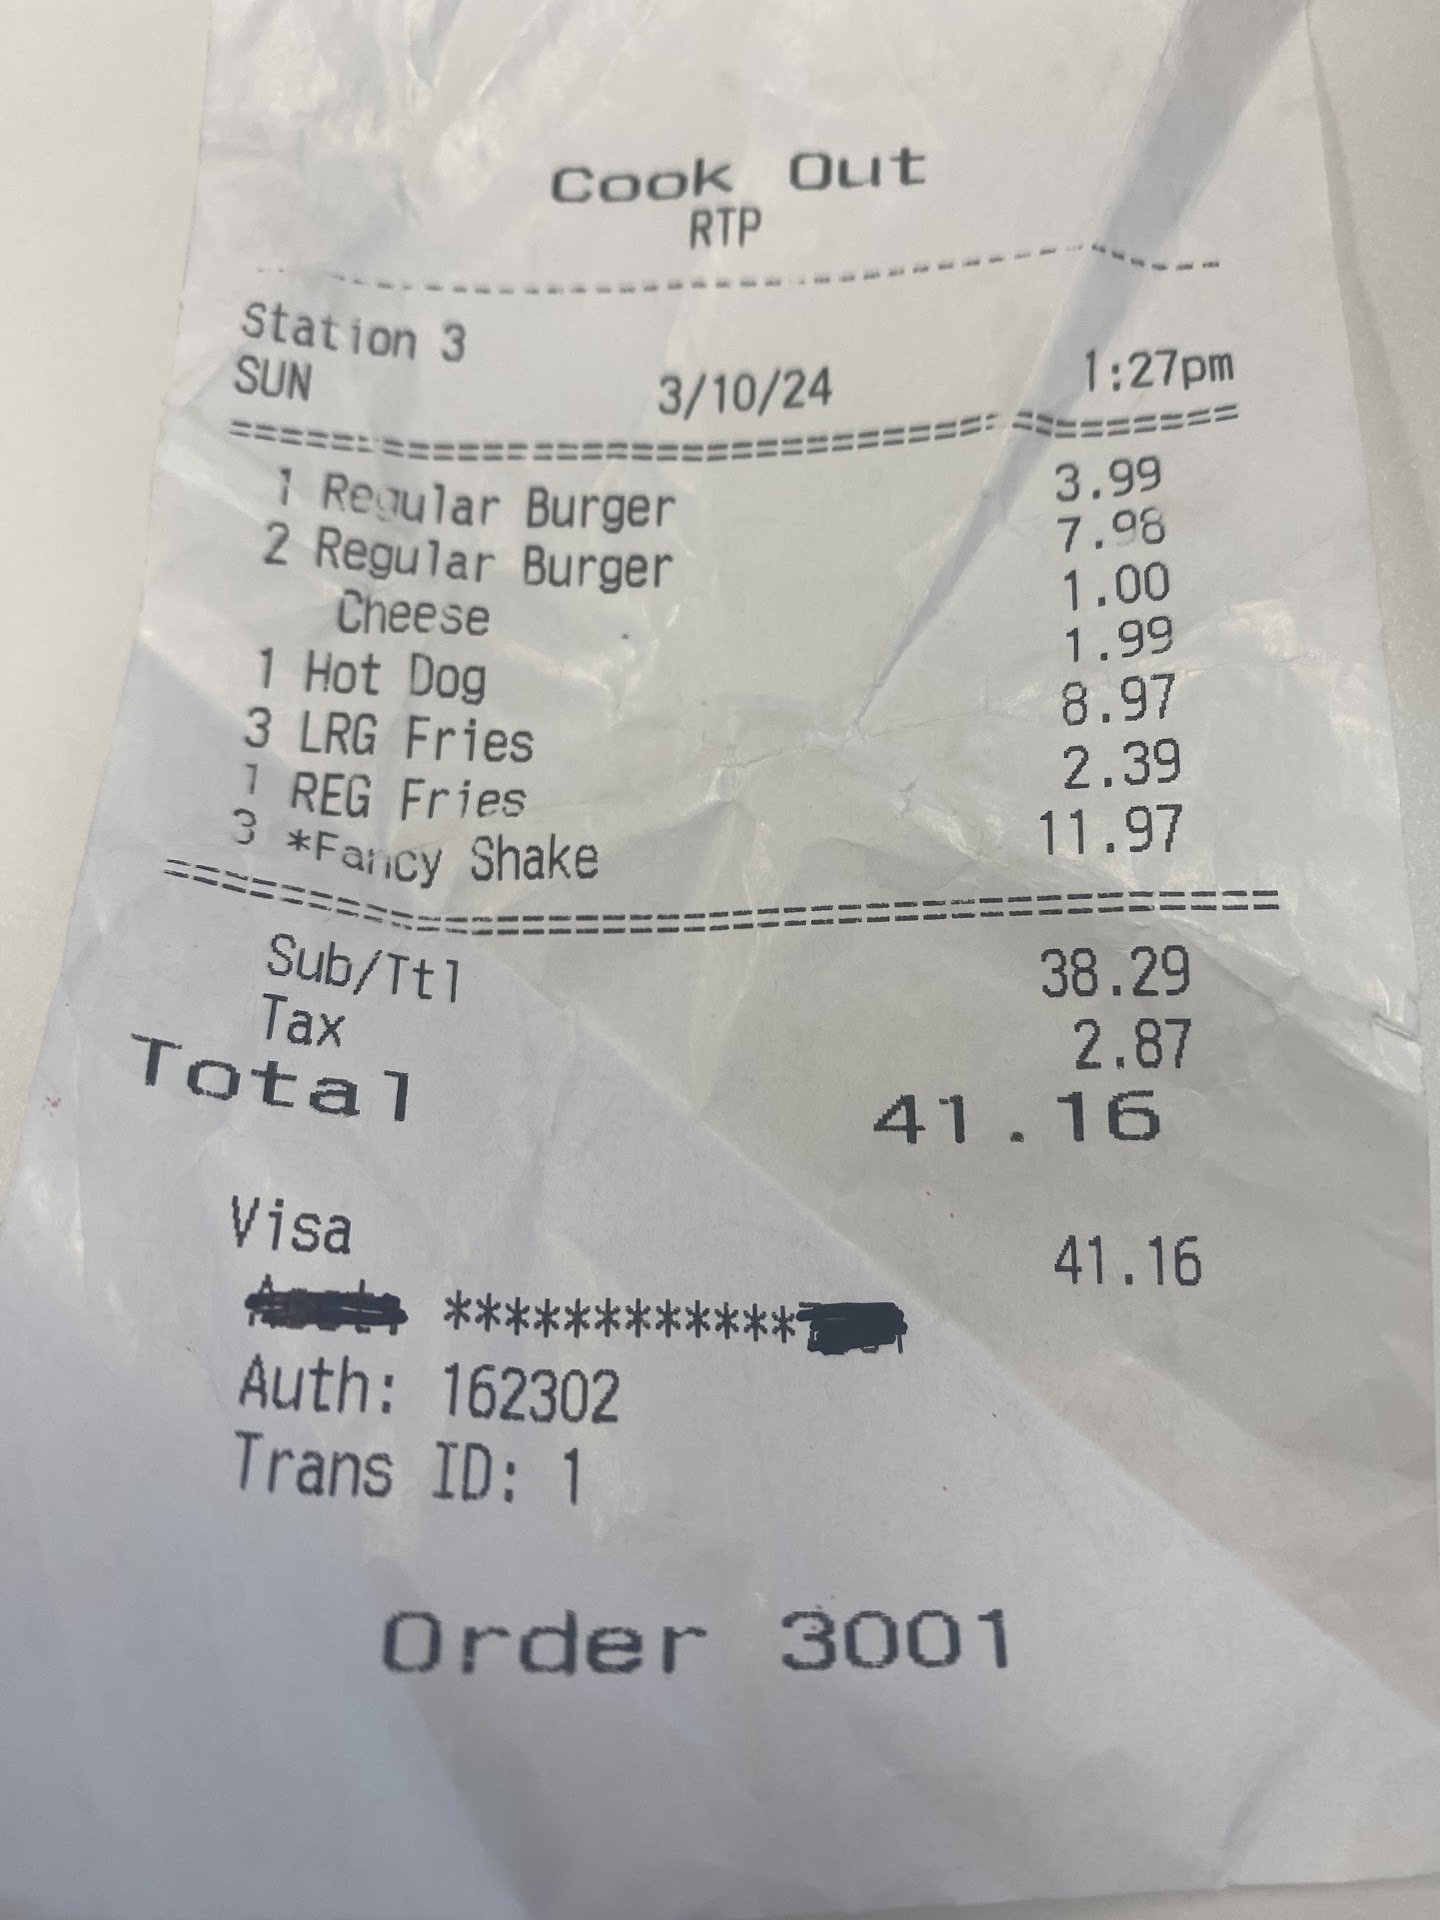 Cook Out
RTP
--------------------------------
Station 3
SUN 3/10/24 1:27pm
================================
1 Regular Burger 3.99
2 Regular Burger 7.98
Cheese 1.00
1 Hot Dog 1.99
3 LRG Fries 8.97
1 REG Fries 2.39
3 *Fancy Shake 11.97
================================
Sub/Ttl 38.29
Tax 2.87
Total 41.16
Visa 41.16
************
Auth: 162302
Trans ID: 1
Order 3001